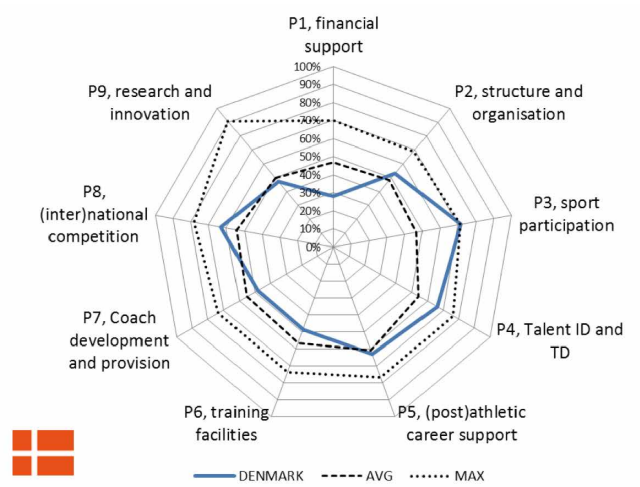 P1, financial
support
100%
90%
80%
70%
60%
50%
40%
30%
20%
10%
0%
P2, structure and
organisation
P3, sport
participation
P4, Talent ID and
TD
P5, (post)athletic
career support
P6, training
facilities
P7, Coach
development
and provision
P8,
(inter)national
competition
P9, research and
innovation
DENMARK AVG MAX